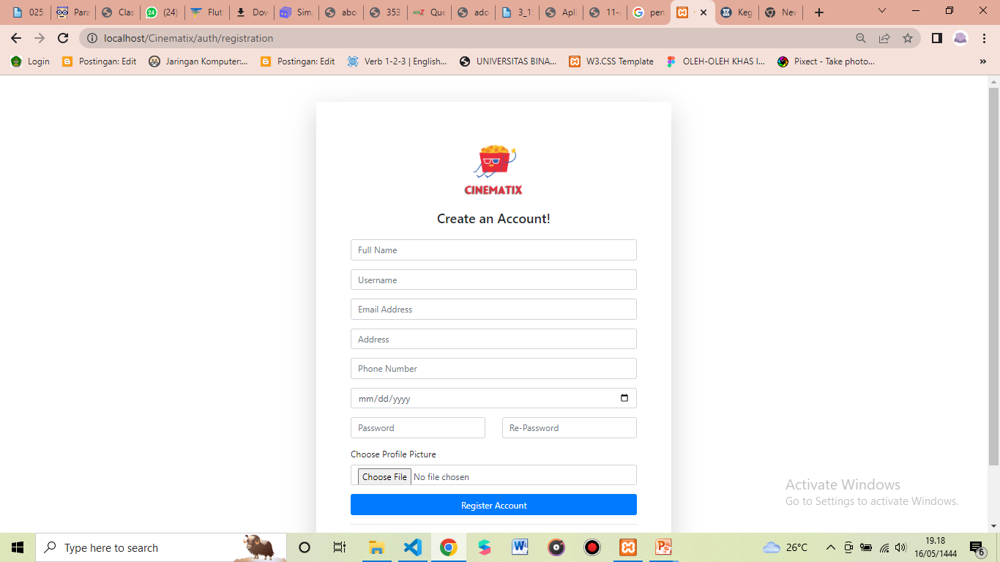 025
Para
Clas
(24)
Flut
Dow
Simp
abo
353
Que
ado
3_1
Apli
11-
pen
Keg
New
localhost/Cinematix/auth/registration
Login
Postingan: Edit
Jaringan Komputer:...
Postingan: Edit
Verb 1-2-3 | English...
UNIVERSITAS BINA...
W3.CSS Template
OLEH-OLEH KHAS I...
Pixect - Take photo...
»
CINEMATIX
Create an Account!
Full Name
Username
Email Address
Address
Phone Number
mm/dd/yyyy
Password
Re-Password
Choose Profile Picture
Choose File No file chosen
Register Account
Activate Windows
Go to Settings to activate Windows.
Type here to search
26°C
19.18
16/05/1444
6